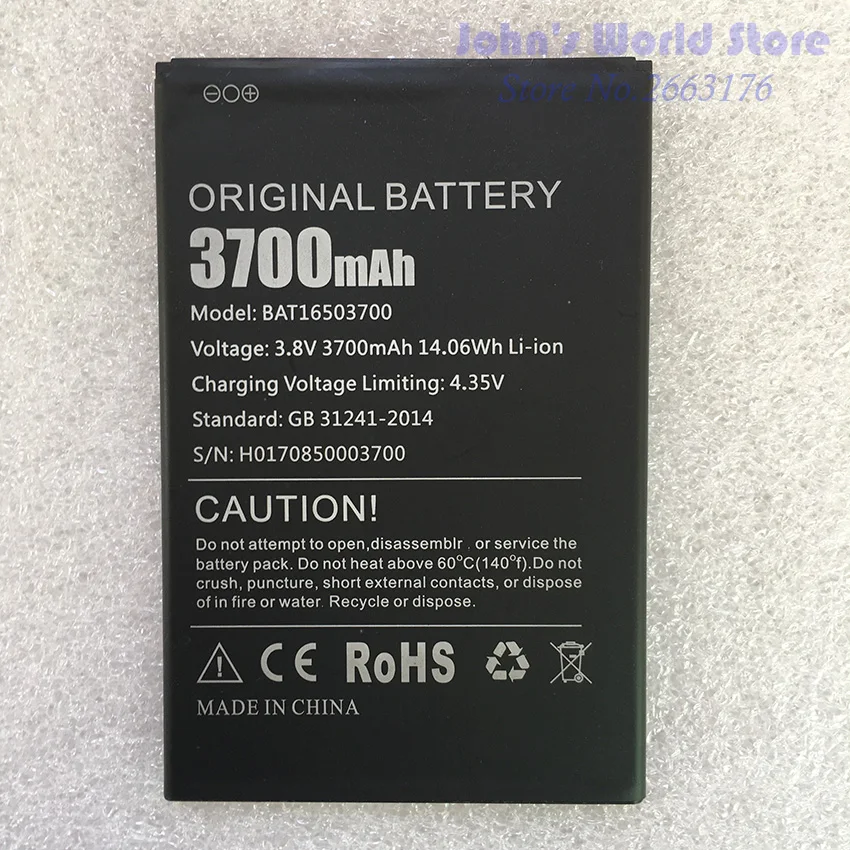 John's World Store
Store No.2663176
ORIGINAL BATTERY
3700mAh
Model: BAT16503700
Voltage: 3.8V 3700mAh 14.06Wh Li-ion
Charging Voltage Limiting: 4.35V
Standard: GB 31241-2014
S/N: H0170850003700
CAUTION!
Do not attempt to open,disassemblr . or service the
battery pack. Do not heat above 60°C(140°f).Do not
crush, puncture, short external contacts, or dispose
of in fire or water. Recycle or dispose.
CE RoHS
MADE IN CHINA